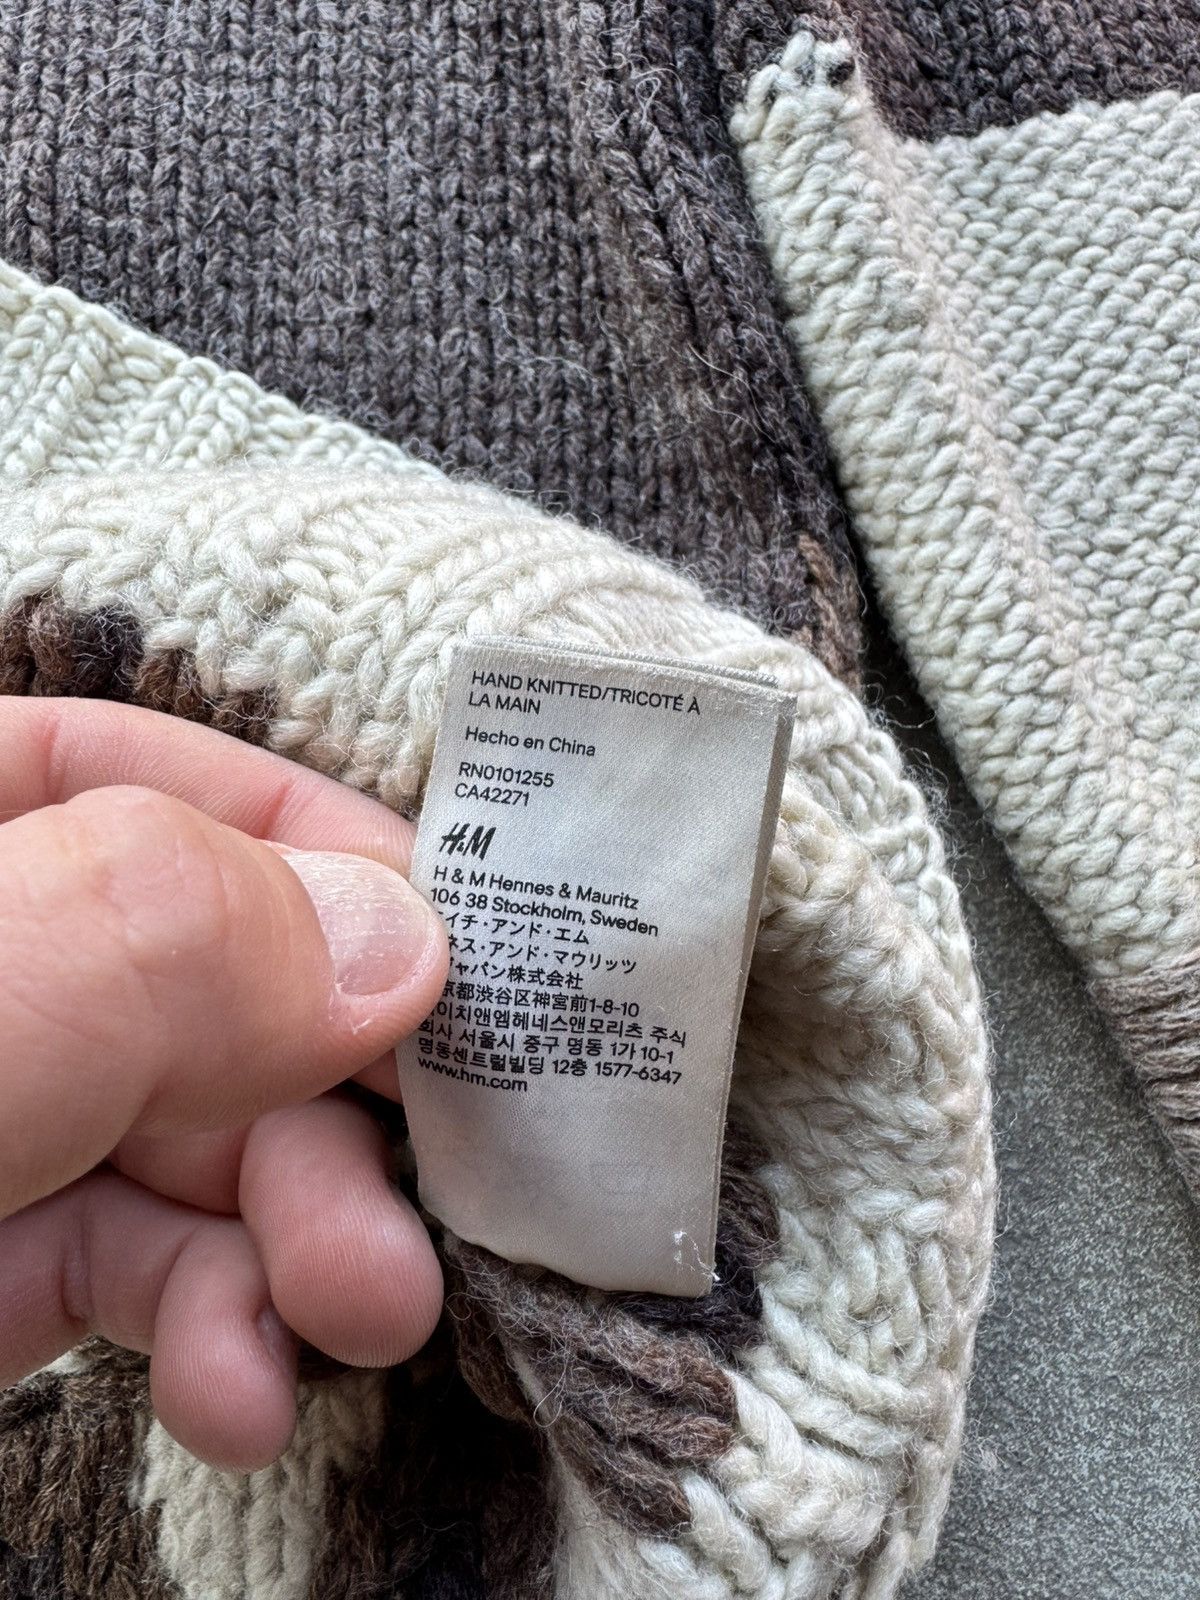 HAND KNITTED/TRICOTÉ À
LA MAIN
Hecho en China
RN0101255
CA42271
H&M
H & M Hennes & Mauritz
106 38 Stockholm, Sweden
イチ・アンド・エム
ネス・アンド・マウリッツ
ャパン株式会社
京都渋谷区神宮前1-8-10
이치앤엠헤네스앤모리츠 주식
회사 서울시 중구 명동 1가 10-1
명동센트럴빌딩 12층 1577-6347
www.hm.com